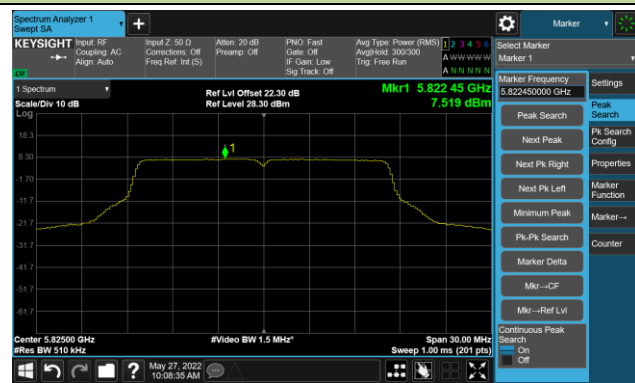 Spectrum Analyzer 1
Swept SA
+
Marker
KEYSIGHT
Input: RF
Coupling: AC
Align: Auto
Input Z: 50 Ω
Corrections: Off
Freq Ref: Int (S)
Atten: 20 dB
Preamp: Off
PNO: Fast
Gate: Off
IF Gain: Low
Sig Track: Off
Avg Type: Power (RMS)
Avg|Hold: 300/300
Trig: Free Run
1 2 3 4 5 6
A W W W W W
A N N N N N
LVI
Select Marker
Marker 1
1 Spectrum
Scale/Div 10 dB
Log
Ref Lvl Offset 22.30 dB
Ref Level 28.30 dBm
Mkr1 5.822 45 GHz
7.519 dBm
18.3
8.30
-1.70
-11.7
-21.7
-31.7
-41.7
-51.7
-61.7
1
Center 5.82500 GHz
#Res BW 510 kHz
#Video BW 1.5 MHz*
Span 30.00 MHz
Sweep 1.00 ms (201 pts)
Marker Frequency
5.822450000 GHz
Peak Search
Next Peak
Next Pk Right
Next Pk Left
Minimum Peak
Pk-Pk Search
Marker Delta
Mkr→CF
Mkr→Ref Lvl
Continuous Peak
Search
On
Off
Settings
Peak
Search
Pk Search
Config
Properties
Marker
Function
Marker→
Counter
?
May 27, 2022
10:08:35 AM